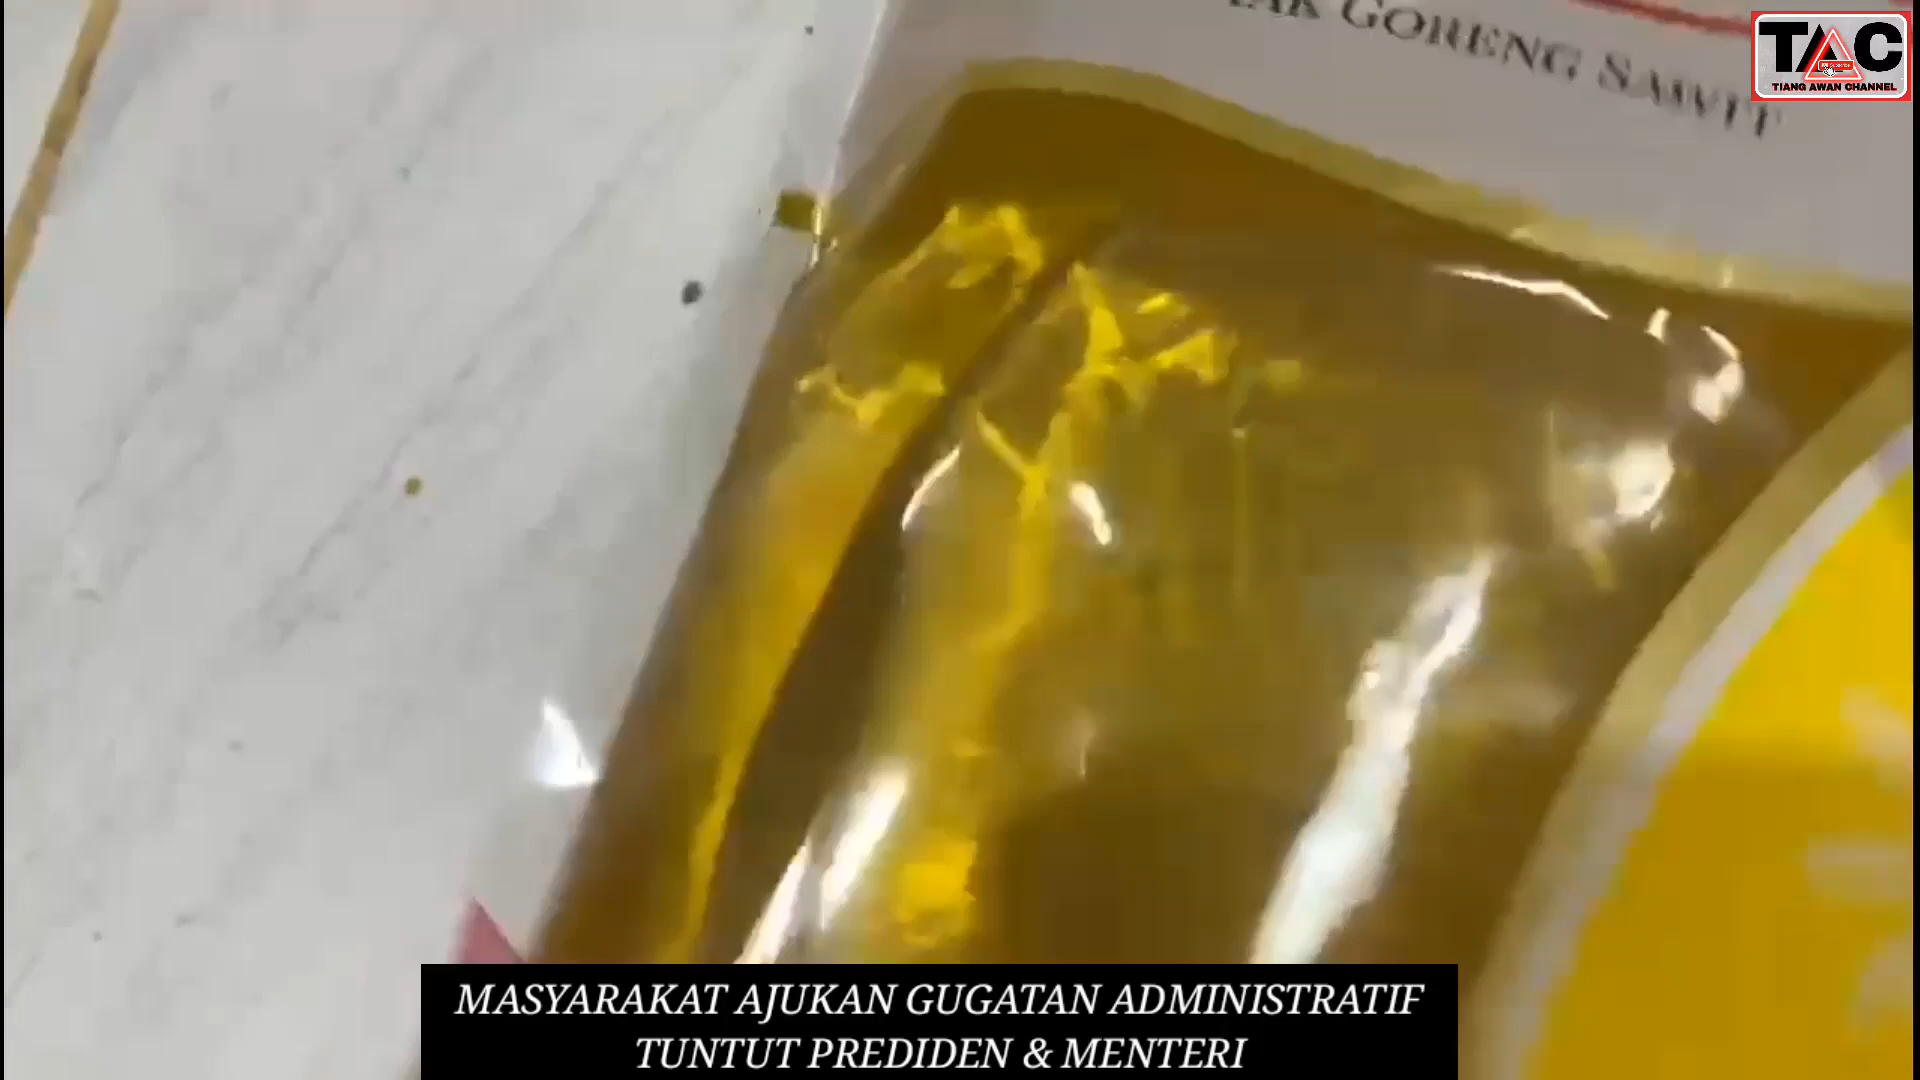 GORENG SAWIT
TAC
TIANG AWAN CHANNEL
MASYARAKAT AJUKAN GUGATAN ADMINISTRATIF
TUNTUT PREDIDEN & MENTERI